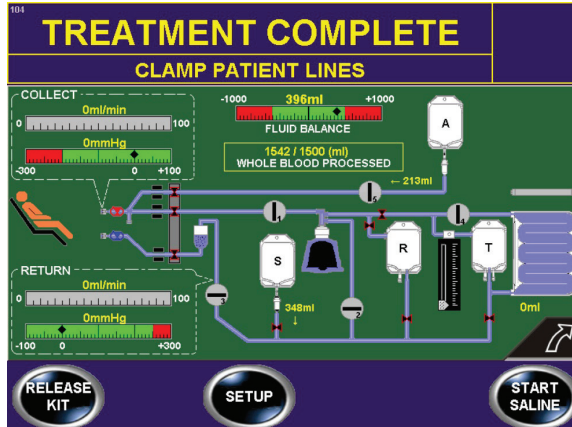 104
TREATMENT COMPLETE
CLAMP PATIENT LINES
COLLECT
0ml/min
0 100
0mmHg
-300 0 +100
-1000 396ml +1000
FLUID BALANCE
1542 / 1500 (ml)
WHOLE BLOOD PROCESSED
A
← 213ml
5
1
4
S
R
T
RETURN
0ml/min
0 100
0mmHg
-100 0 +300
3
348ml
↓
2
0ml
RELEASE
KIT
SETUP
START
SALINE